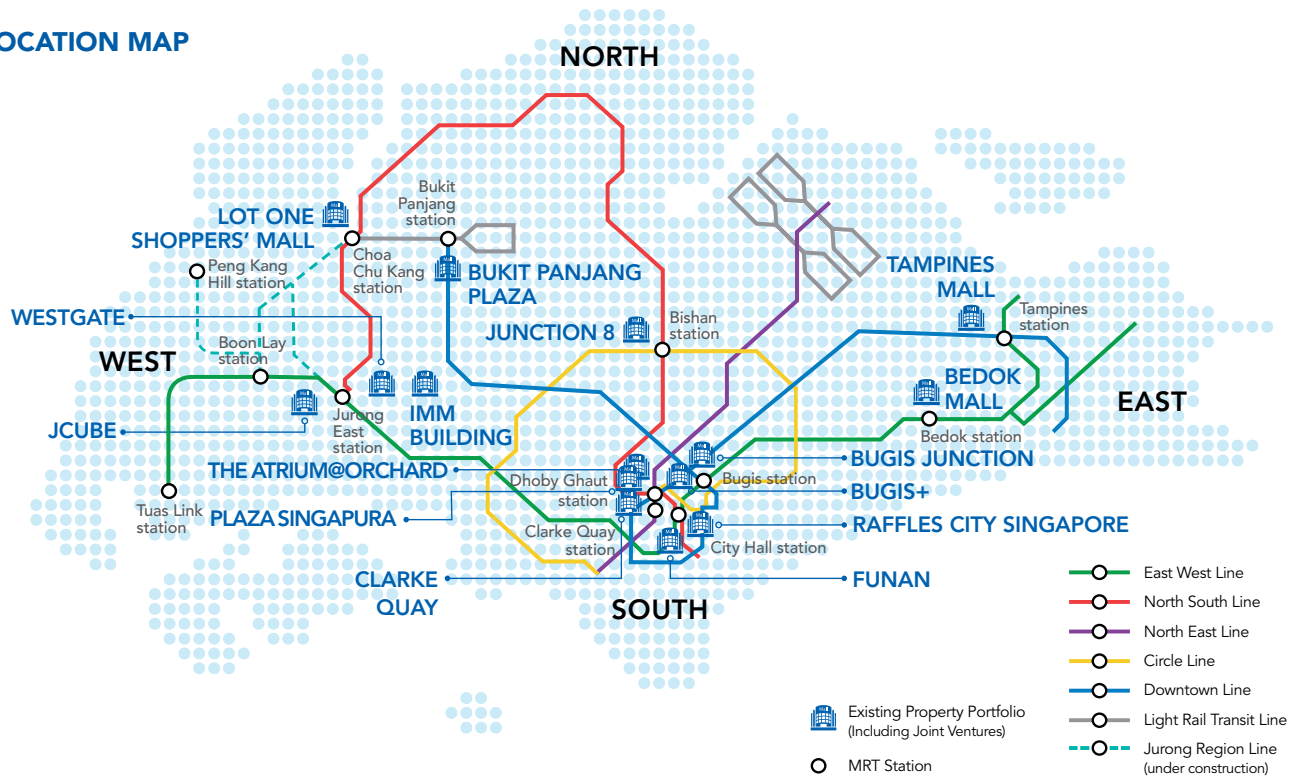 OCATION MAP
NORTH
Bukit
Panjang
station
LOT ONE
SHOPPERS' MALL
Choa
Chu Kang
station
Peng Kang
Hill station
BUKIT PANJANG
PLAZA
TAMPINES
MALL
Tampines
station
WESTGATE
JUNCTION 8
Bishan
station
Boon Lay
station
WEST
BEDOK
MALL
EAST
Bedok station
JCUBE
Jurong
East
station
IMM
BUILDING
THE ATRIUM@ORCHARD
Dhoby Ghaut
station
Bugis station
BUGIS JUNCTION
BUGIS+
Tuas Link
station
PLAZA SINGAPURA
Clarke Quay
station
City Hall station
RAFFLES CITY SINGAPORE
CLARKE
QUAY
FUNAN
SOUTH
East West Line
North South Line
North East Line
Circle Line
Downtown Line
Light Rail Transit Line
Jurong Region Line
(under construction)
Existing Property Portfolio
(Including Joint Ventures)
MRT Station